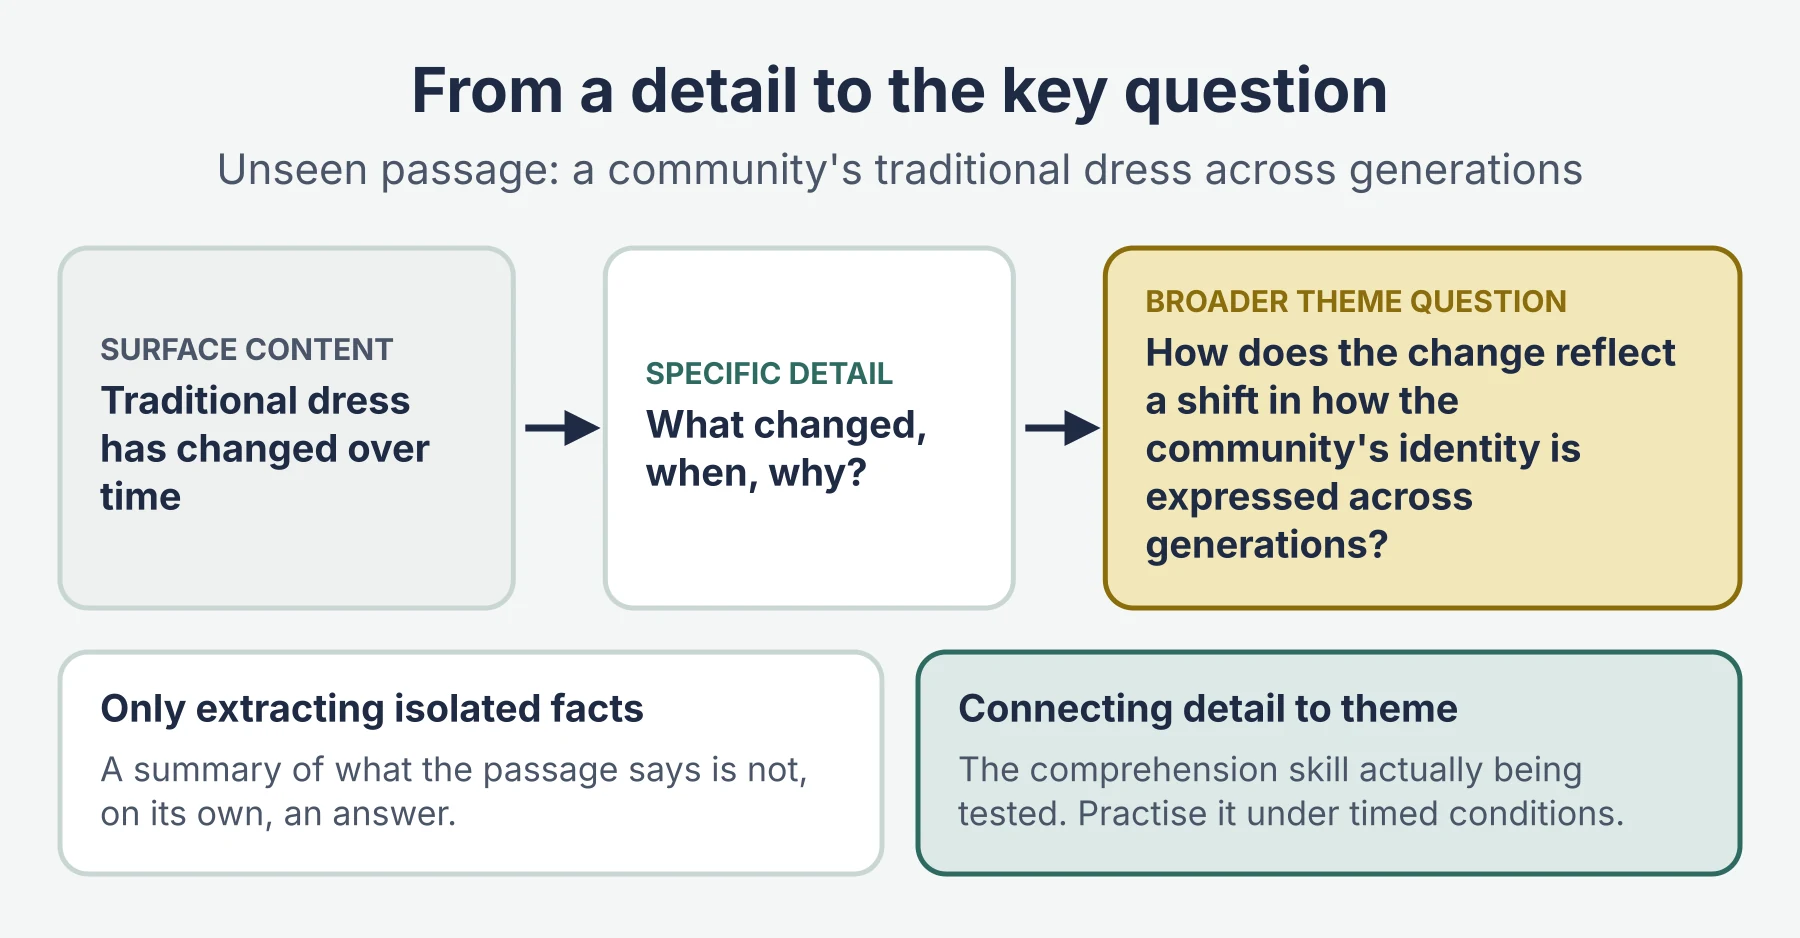 From a detail to the key question
Unseen passage: a community's traditional dress across generations
SURFACE CONTENT
Traditional dress
has changed over
time
SPECIFIC DETAIL
What changed,
when, why?
BROADER THEME QUESTION
How does the change reflect
a shift in how the
community's identity is
expressed across
generations?
Only extracting isolated facts
A summary of what the passage says is not,
on its own, an answer.
Connecting detail to theme
The comprehension skill actually being
tested. Practise it under timed conditions.